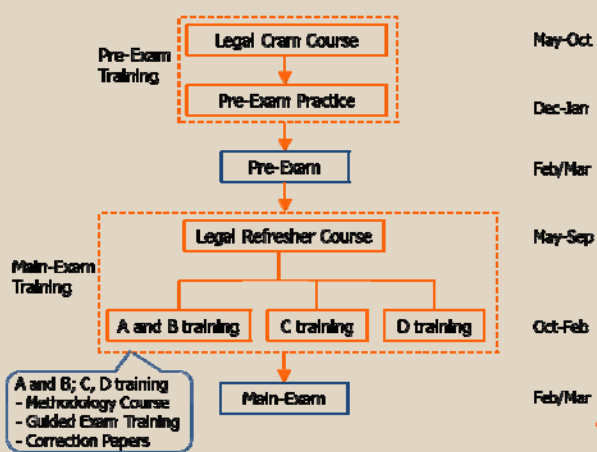 Pre-Exam
Training
Legal Cram Course
May-Oct
Pre-Exam Practice
Dec-Jan
Pre-Exam
Feb/Mar
Main-Exam
Training
Legal Refresher Course
May-Sep
A and B training
C training
D training
Oct-Feb
A and B; C, D training
- Methodology Course
- Guided Exam Training
- Correction Papers
Main-Exam
Feb/Mar